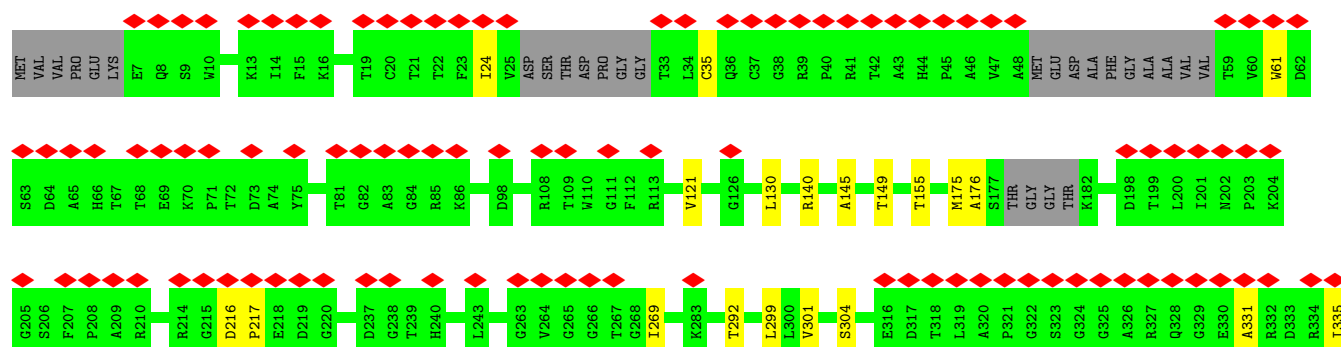 MET VAL VAL PRO GLU LYS E7 Q8 S9 W10 K13 I14 F15 K16 T19 C20 T21 T22 F23 I24 V25 ASP SER THR ASP PRO GLY GLY T33 L34 C35 Q36 C37 G38 R39 P40 R41 T42 A43 H44 P45 A46 V47 A48 MET GLU ASP ALA PHE GLY ALA ALA VAL VAL T59 V60 W61 D62
S63 D64 A65 H66 T67 T68 E69 K70 P71 T72 D73 A74 Y75 T81 G82 A83 G84 R85 K86 D98 R108 T109 W110 G111 F112 R113 V121 G126 L130 R140 A145 T149 T155 M175 A176 S177 THR GLY GLY THR K182 D198 T199 L200 I201 N202 P203 K204
G205 S206 F207 P208 A209 R210 R214 G215 D216 P217 E218 D219 G220 D237 G238 T239 H240 L243 G263 V264 G265 G266 T267 G268 I269 K283 T292 L299 L300 V301 S304 E316 D317 T318 L319 A320 P321 G322 S323 G324 G325 A326 R327 Q328 G329 E330 A331 R332 D333 R334 I335